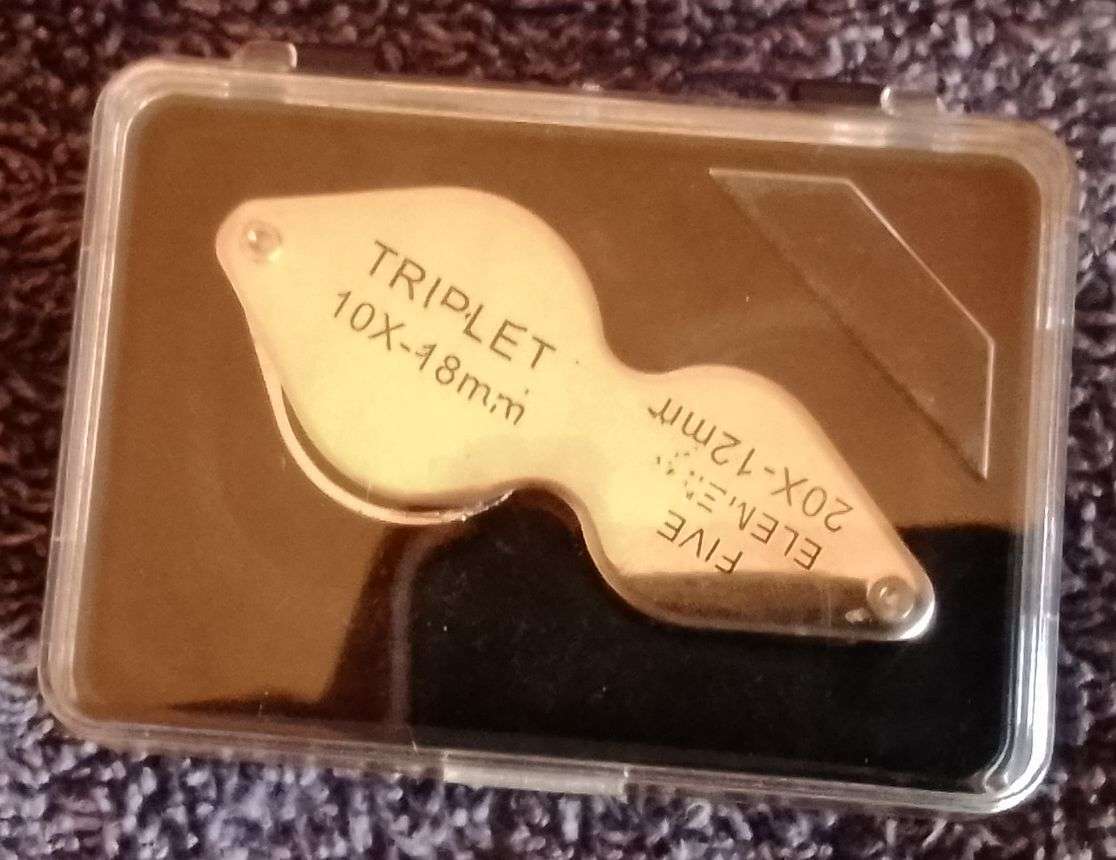 TRIPLET
10X-18mm
FIVE
ELEMENT
20X-12mm